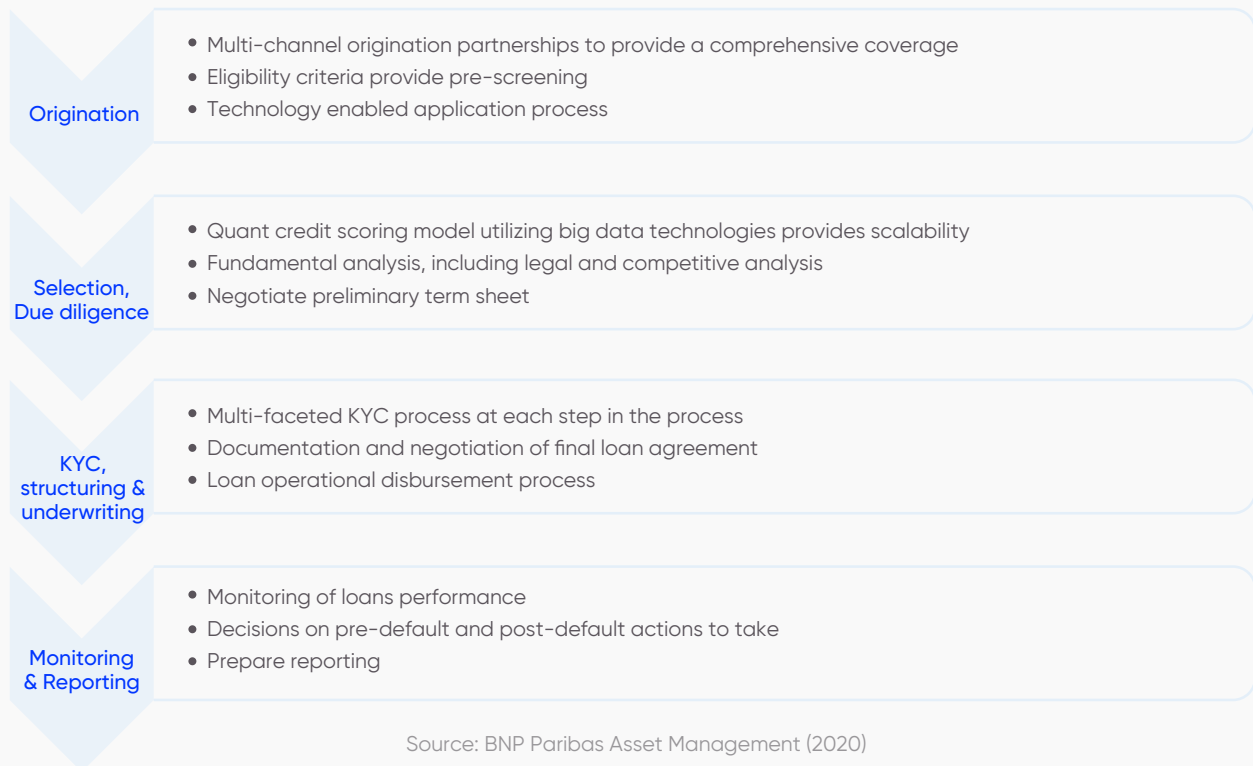 Origination
• Multi-channel origination partnerships to provide a comprehensive coverage
• Eligibility criteria provide pre-screening
• Technology enabled application process
Selection,
Due diligence
• Quant credit scoring model utilizing big data technologies provides scalability
• Fundamental analysis, including legal and competitive analysis
• Negotiate preliminary term sheet
KYC,
structuring &
underwriting
• Multi-faceted KYC process at each step in the process
• Documentation and negotiation of final loan agreement
• Loan operational disbursement process
Monitoring
& Reporting
• Monitoring of loans performance
• Decisions on pre-default and post-default actions to take
• Prepare reporting
Source: BNP Paribas Asset Management (2020)